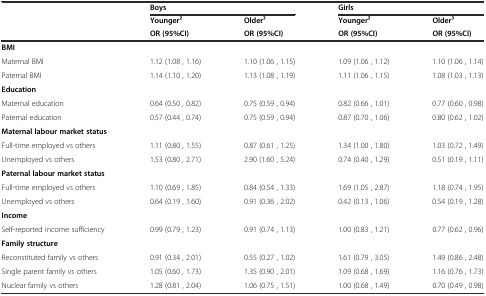 Boys Girls
Younger2 Older3 Younger2 Older3
OR (95%CI) OR (95%CI) OR (95%CI) OR (95%CI)
BMI
Maternal BMI 1.12 (1.08 , 1.16) 1.10 (1.06 , 1.15) 1.09 (1.06 , 1.12) 1.10 (1.06 , 1.14)
Paternal BMI 1.14 (1.10 , 1.20) 1.13 (1.08 , 1.19) 1.11 (1.06 , 1.15) 1.08 (1.03 , 1.13)
Education
Maternal education 0.64 (0.50 , 0.82) 0.75 (0.59 , 0.94) 0.82 (0.66 , 1.01) 0.77 (0.60 , 0.98)
Paternal education 0.57 (0.44 , 0.74) 0.75 (0.59 , 0.94) 0.87 (0.70 , 1.06) 0.80 (0.62 , 1.02)
Maternal labour market status
Full-time employed vs others 1.11 (0.80 , 1.55) 0.87 (0.61 , 1.25) 1.34 (1.00 , 1.80) 1.03 (0.72 , 1.49)
Unemployed vs others 1.53 (0.80 , 2.71) 2.90 (1.60 , 5.24) 0.74 (0.40 , 1.29) 0.51 (0.19 , 1.11)
Paternal labour market status
Full-time employed vs others 1.10 (0.69 , 1.85) 0.84 (0.54 , 1.33) 1.69 (1.05 , 2.87) 1.18 (0.74 , 1.95)
Unemployed vs others 0.64 (0.19 , 1.60) 0.91 (0.36 , 2.02) 0.42 (0.13 , 1.06) 0.54 (0.19 , 1.28)
Income
Self-reported income sufficiency 0.99 (0.79 , 1.23) 0.91 (0.74 , 1.13) 1.00 (0.83 , 1.21) 0.77 (0.62 , 0.96)
Family structure
Reconstituted family vs others 0.91 (0.34 , 2.01) 0.55 (0.27 , 1.02) 1.61 (0.79 , 3.05) 1.49 (0.86 , 2.48)
Single parent family vs others 1.05 (0.60 , 1.73) 1.35 (0.90 , 2.01) 1.09 (0.68 , 1.69) 1.16 (0.76 , 1.73)
Nuclear family vs others 1.28 (0.81 , 2.04) 1.06 (0.75 , 1.51) 1.00 (0.68 , 1.49) 0.70 (0.49 , 0.98)